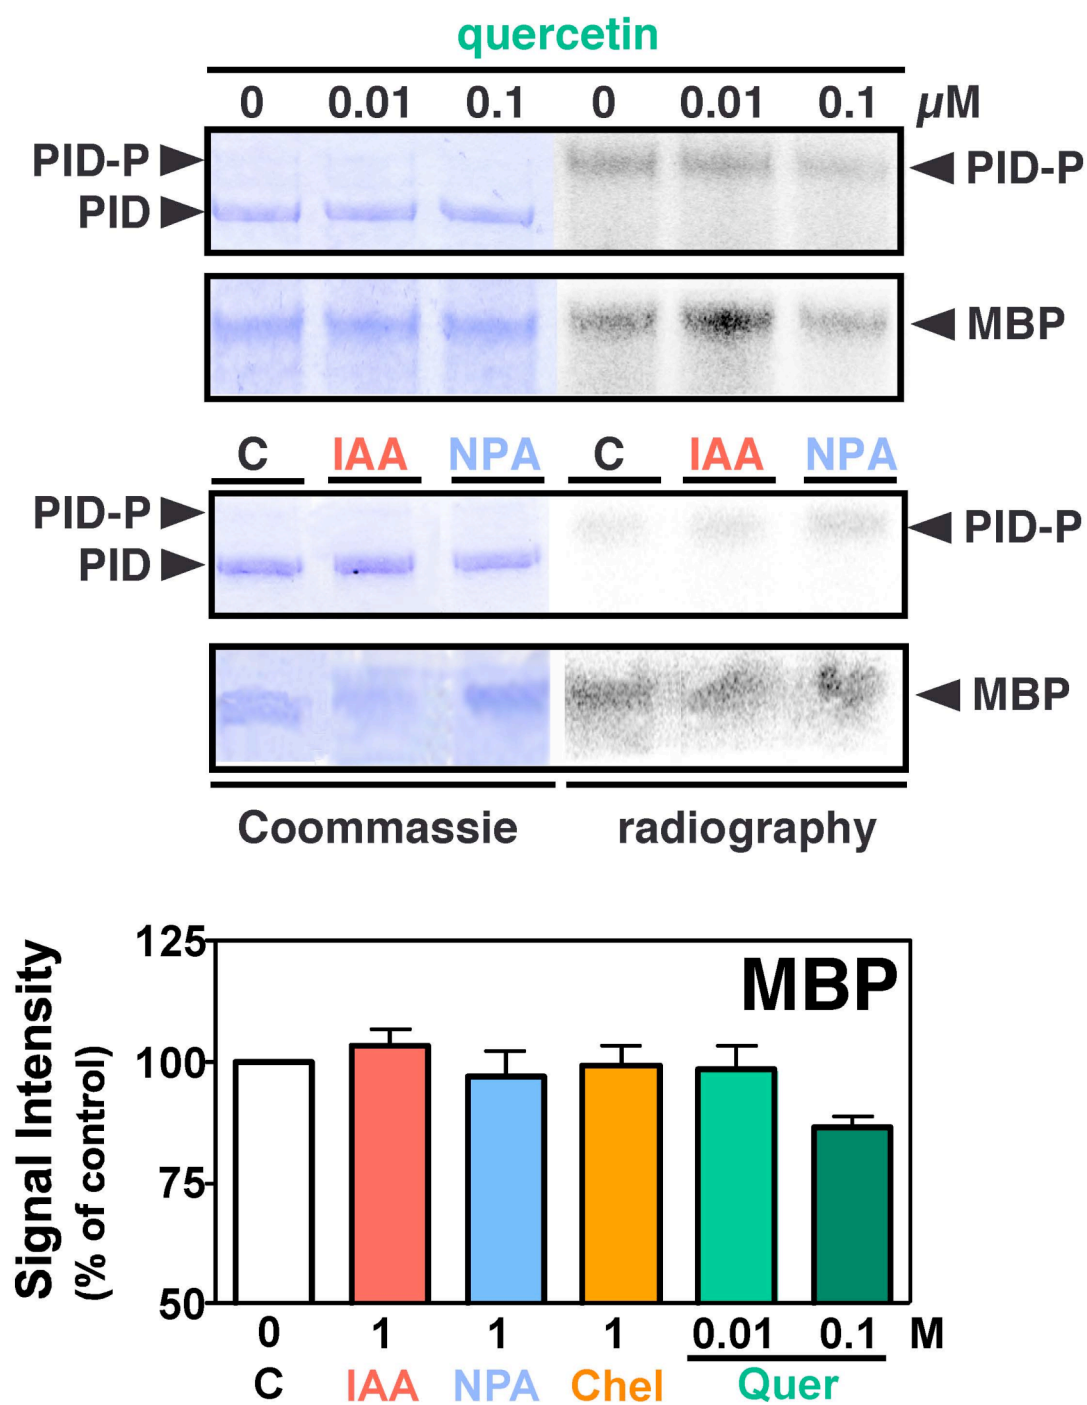 quercetin
0 0.01 0.1 0 0.01 0.1 µM
PID-P PID-P
PID
MBP
C IAA NPA C IAA NPA
PID-P PID-P
PID
MBP
Coommassie radiography
125
MBP
100
75
50
Signal Intensity
(% of control)
0 1 1 1 0.01 0.1 M
C IAA NPA Chel Quer